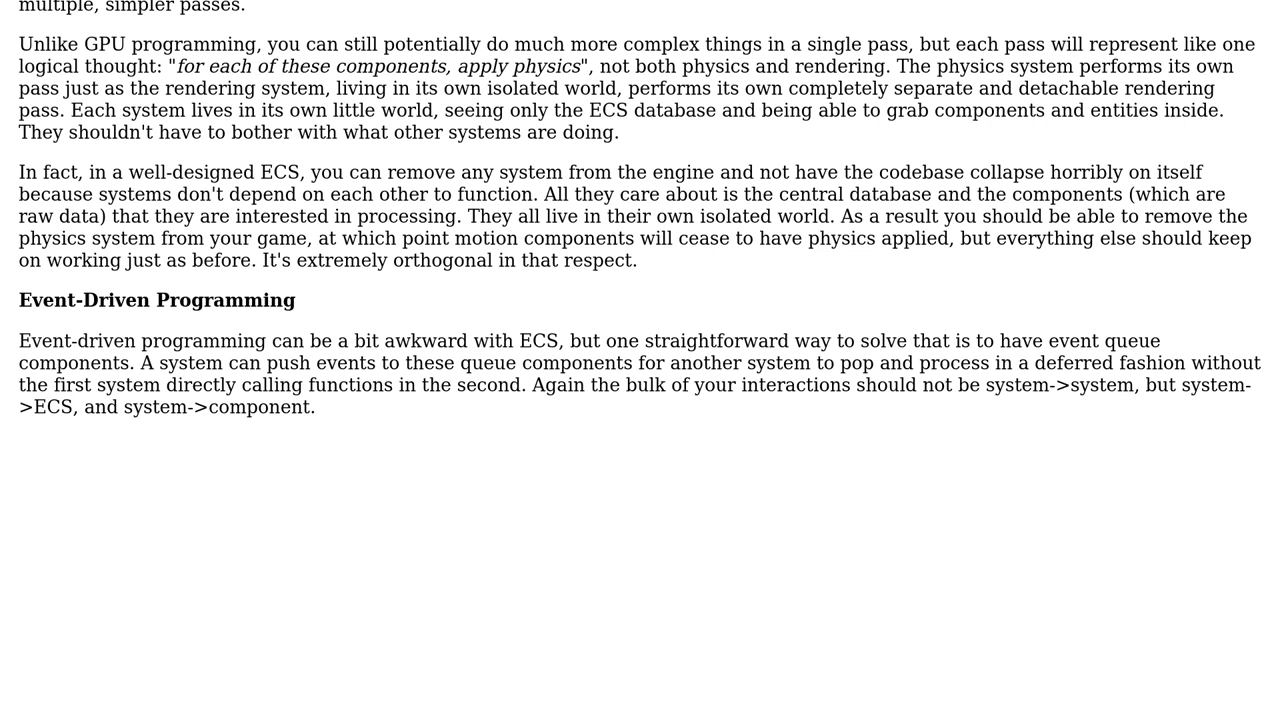 multiple, simpler passes.
Unlike GPU programming, you can still potentially do much more complex things in a single pass, but each pass will represent like one
logical thought: "for each of these components, apply physics", not both physics and rendering. The physics system performs its own
pass just as the rendering system, living in its own isolated world, performs its own completely separate and detachable rendering
pass. Each system lives in its own little world, seeing only the ECS database and being able to grab components and entities inside.
They shouldn't have to bother with what other systems are doing.
In fact, in a well-designed ECS, you can remove any system from the engine and not have the codebase collapse horribly on itself
because systems don't depend on each other to function. All they care about is the central database and the components (which are
raw data) that they are interested in processing. They all live in their own isolated world. As a result you should be able to remove the
physics system from your game, at which point motion components will cease to have physics applied, but everything else should keep
on working just as before. It's extremely orthogonal in that respect.
Event-Driven Programming
Event-driven programming can be a bit awkward with ECS, but one straightforward way to solve that is to have event queue
components. A system can push events to these queue components for another system to pop and process in a deferred fashion without
the first system directly calling functions in the second. Again the bulk of your interactions should not be system->system, but system-
>ECS, and system->component.